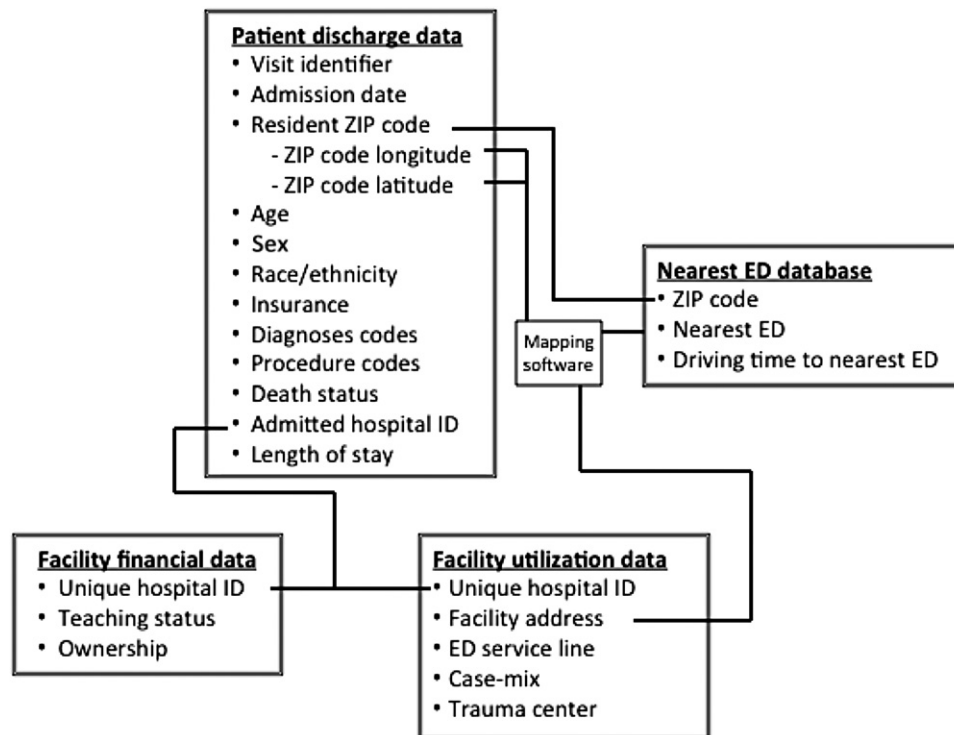 Patient discharge data
• Visit identifier
• Admission date
• Resident ZIP code
- ZIP code longitude
- ZIP code latitude
• Age
• Sex
• Race/ethnicity
• Insurance
• Diagnoses codes
• Procedure codes
• Death status
• Admitted hospital ID
• Length of stay
Nearest ED database
• ZIP code
• Nearest ED
• Driving time to nearest ED
Mapping
software
Facility financial data
• Unique hospital ID
• Teaching status
• Ownership
Facility utilization data
• Unique hospital ID
• Facility address
• ED service line
• Case-mix
• Trauma center